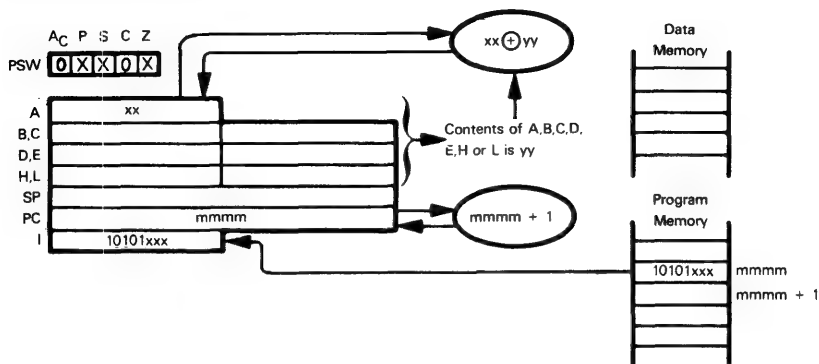 A_C P S C Z
PSW 0 X X 0 X
xx ⊕ yy
Data
Memory
A xx
B,C
D,E
H,L
SP
PC mmmm
I 10101xxx
Contents of A,B,C,D,
E,H or L is yy
mmmm + 1
Program
Memory
10101xxx mmmm
mmmm + 1